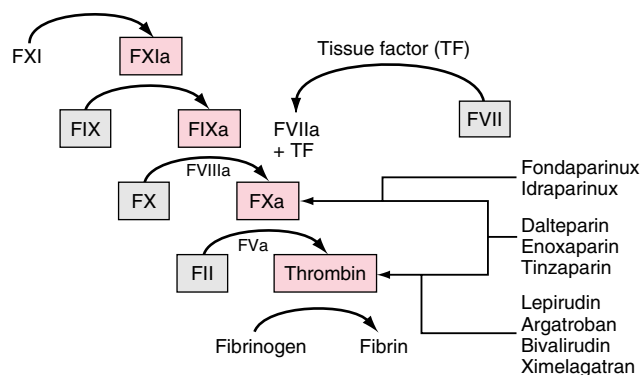 FXI
FXIa
Tissue factor (TF)
FIX
FIXa
FVIIa
+ TF
FVII
FVIIIa
FX
FXa
Fondaparinux
Idraparinux
FVa
FII
Thrombin
Dalteparin
Enoxaparin
Tinzaparin
Fibrinogen
Fibrin
Lepirudin
Argatroban
Bivalirudin
Ximelagatran